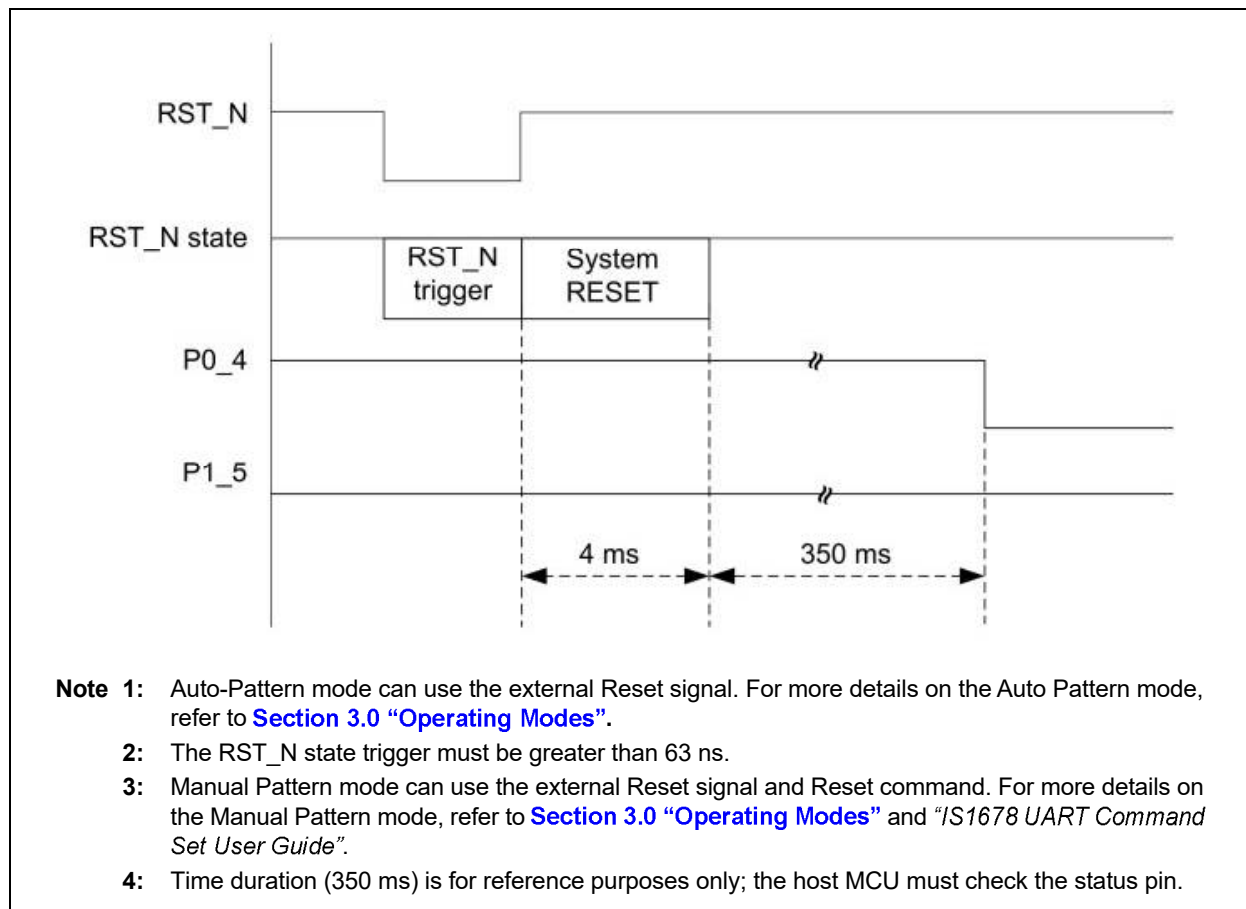 RST_N
RST_N state
RST_N
trigger
System
RESET
P0_4
P1_5
4 ms
350 ms
Note 1: Auto-Pattern mode can use the external Reset signal. For more details on the Auto Pattern mode,
refer to Section 3.0 “Operating Modes”.
2: The RST_N state trigger must be greater than 63 ns.
3: Manual Pattern mode can use the external Reset signal and Reset command. For more details on
the Manual Pattern mode, refer to Section 3.0 “Operating Modes” and “IS1678 UART Command
Set User Guide”.
4: Time duration (350 ms) is for reference purposes only; the host MCU must check the status pin.